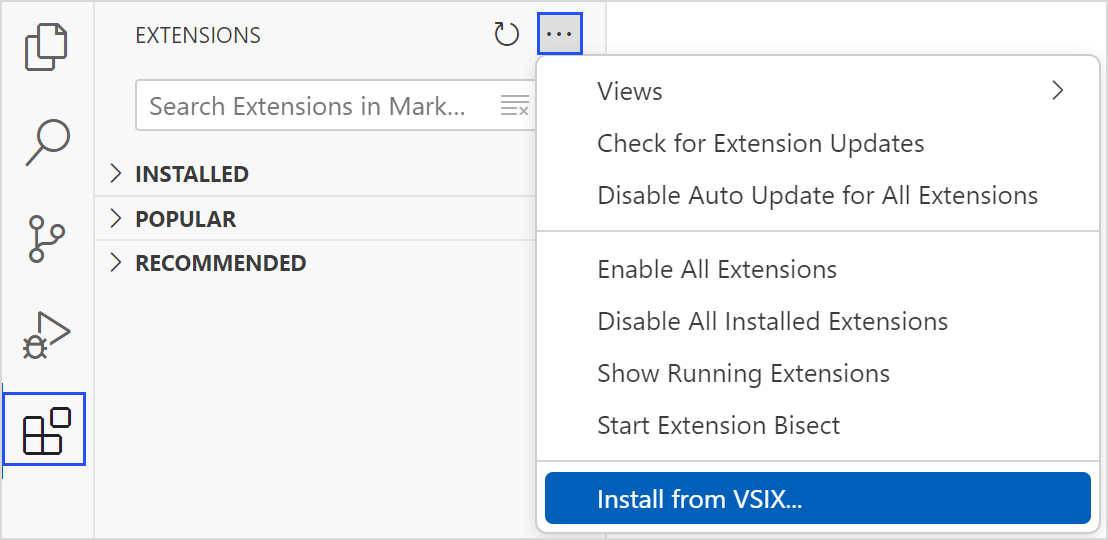 EXTENSIONS
Search Extensions in Mark...
INSTALLED
POPULAR
RECOMMENDED
Views
Check for Extension Updates
Disable Auto Update for All Extensions
Enable All Extensions
Disable All Installed Extensions
Show Running Extensions
Start Extension Bisect
Install from VSIX...